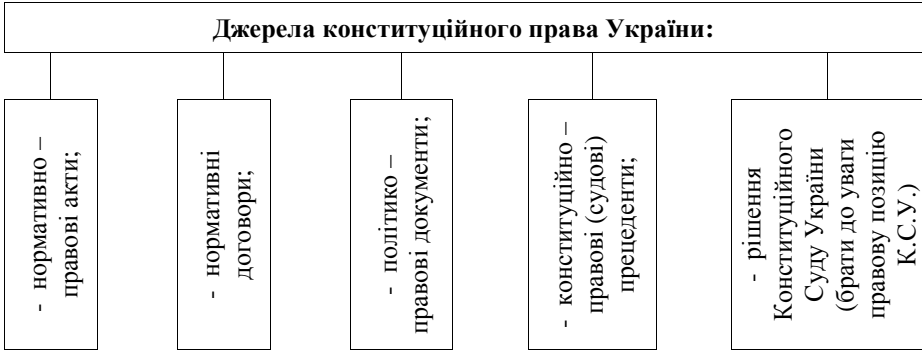 Джерела конституційного права України:
- нормативно –
правові акти;
- нормативні
договори;
- політико –
правові документи;
- конституційно –
правові (судові)
прецеденти;
- рішення
Конституційного
Суду України
(брати до уваги
правову позицію
К.С.У.)